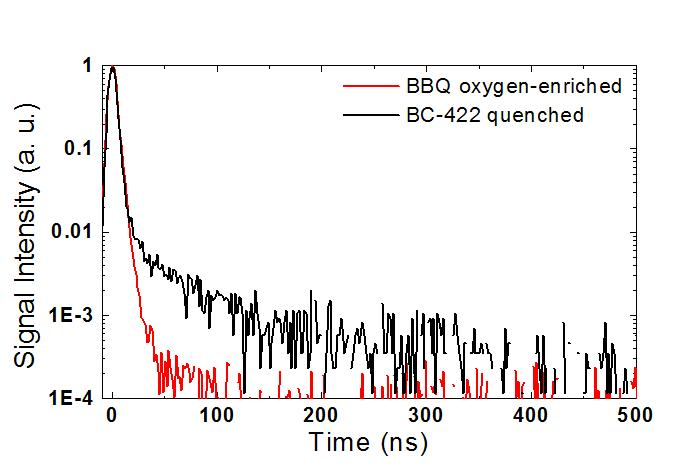 1
0.1
0.01
1E-3
1E-4
Signal Intensity (a. u.)
BBQ oxygen-enriched
BC-422 quenched
0 100 200 300 400 500
Time (ns)